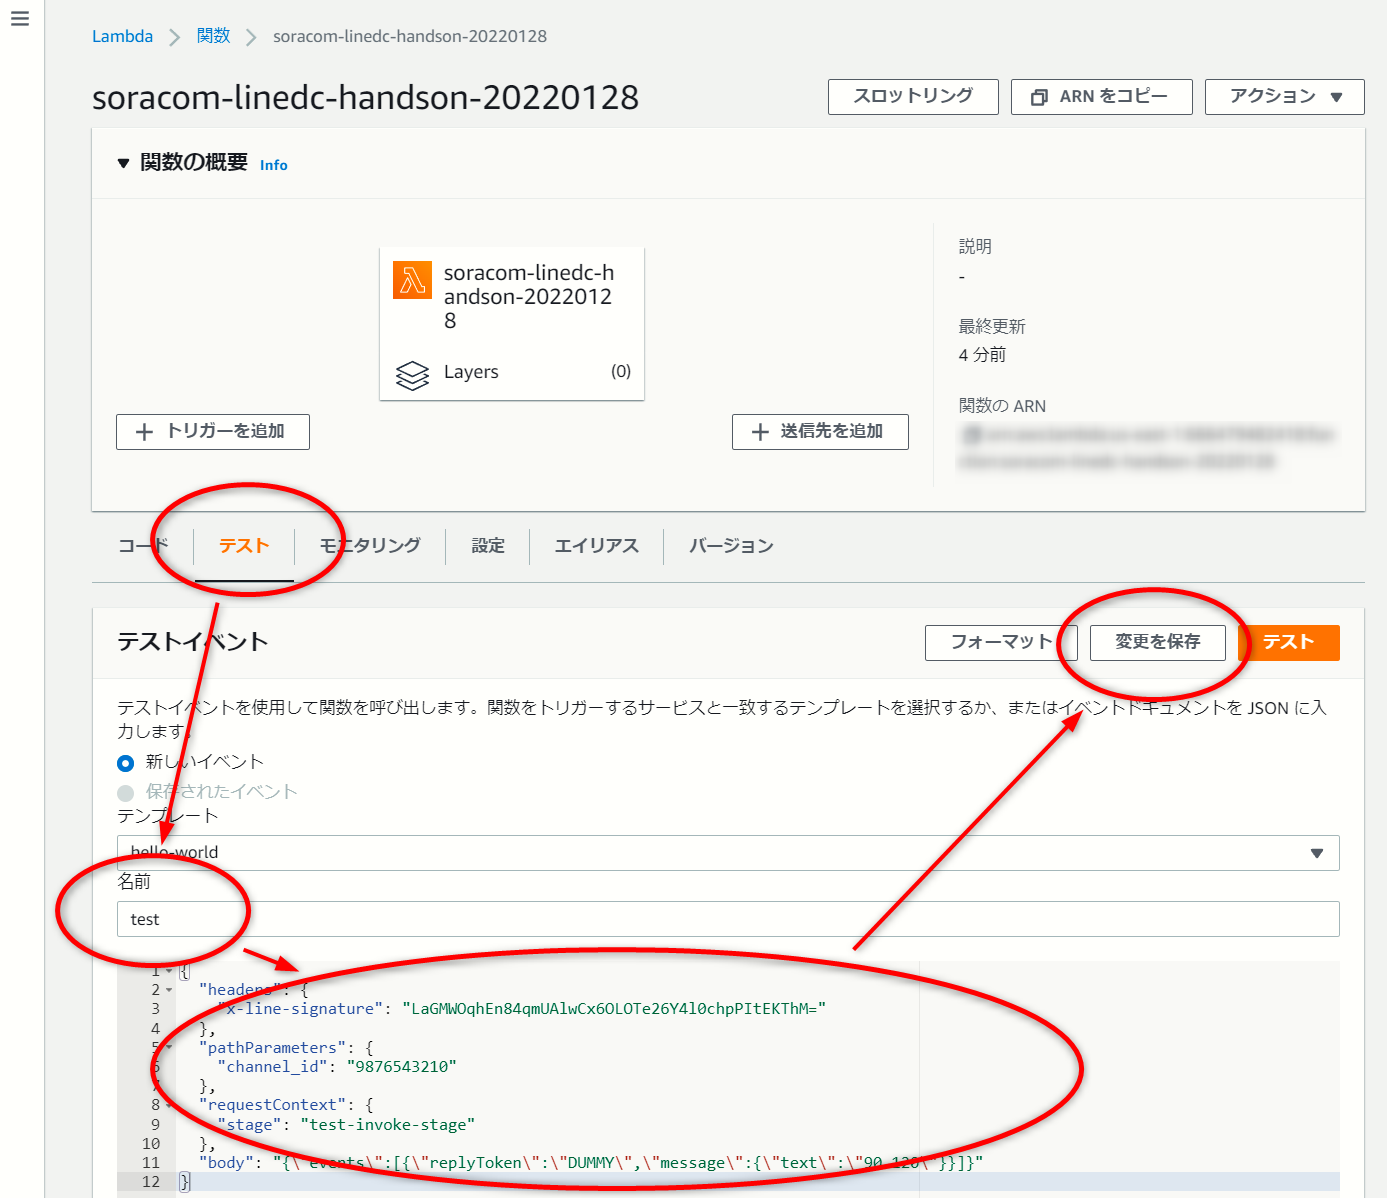 Lambda > 関数 > soracom-linedc-handson-20220128
soracom-linedc-handson-20220128
スロットリング
ARN をコピー
アクション ▼
▼ 関数の概要 Info
soracom-linedc-h
andson-2022012
8
Layers (0)
+ トリガーを追加
+ 送信先を追加
説明
-
最終更新
4 分前
関数の ARN
コード
テスト
モニタリング
設定
エイリアス
バージョン
テストイベント
フォーマット
変更を保存
テスト
テストイベントを使用して関数を呼び出します。関数をトリガーするサービスと一致するテンプレートを選択するか、またはイベントドキュメントを JSON に入
力します。
新しいイベント
保存されたイベント
テンプレート
hello-world
名前
test
1 {
2 "headers": {
3 "x-line-signature": "LaGMWOqhEn84qmUAlwCx6OLOTe26Y4l0chpPItEKThM="
4 },
5 "pathParameters": {
6 "channel_id": "9876543210"
7 },
8 "requestContext": {
9 "stage": "test-invoke-stage"
10 },
11 "body": "{\"events\":[{\"replyToken\":\"DUMMY\",\"message\":{\"text\":\"90 120\"}}]}"
12 }